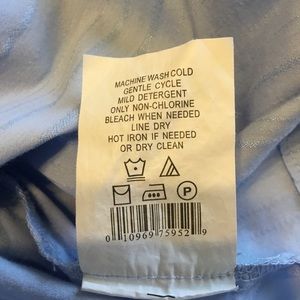 MACHINE WASH COLD
GENTLE CYCLE
MILD DETERGENT
ONLY NON-CHLORINE
BLEACH WHEN NEEDED
LINE DRY
HOT IRON IF NEEDED
OR DRY CLEAN
P
0 10969 75952 9